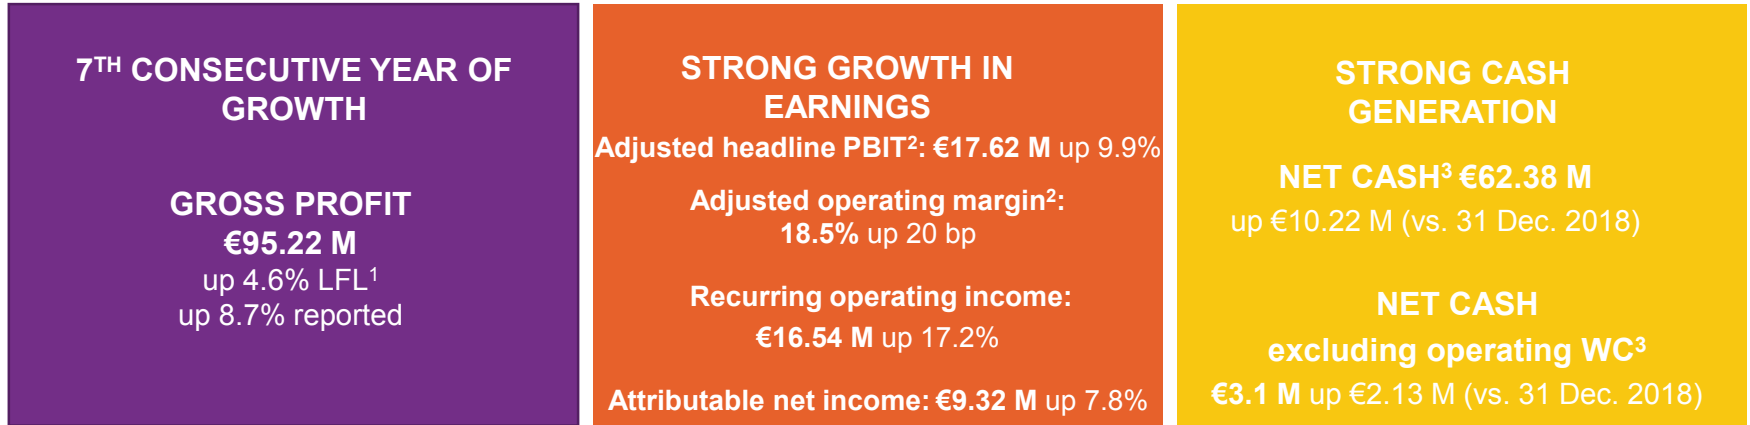 7TH CONSECUTIVE YEAR OF
GROWTH
GROSS PROFIT
€95.22 M
up 4.6% LFL1
up 8.7% reported
STRONG GROWTH IN
EARNINGS
Adjusted headline PBIT2: €17.62 M up 9.9%
Adjusted operating margin2:
18.5% up 20 bp
Recurring operating income:
€16.54 M up 17.2%
Attributable net income: €9.32 M up 7.8%
STRONG CASH
GENERATION
NET CASH3 €62.38 M
up €10.22 M (vs. 31 Dec. 2018)
NET CASH
excluding operating WC3
€3.1 M up €2.13 M (vs. 31 Dec. 2018)